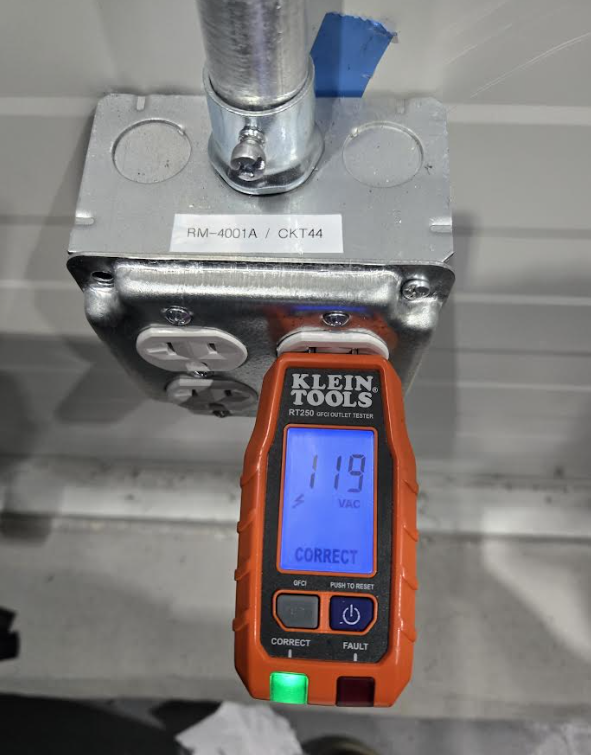 RM-4001A / CKT44
KLEIN
TOOLS®
RT250 GFCI OUTLET TESTER
119
VAC
CORRECT
GFCI PUSH TO RESET
CORRECT FAULT